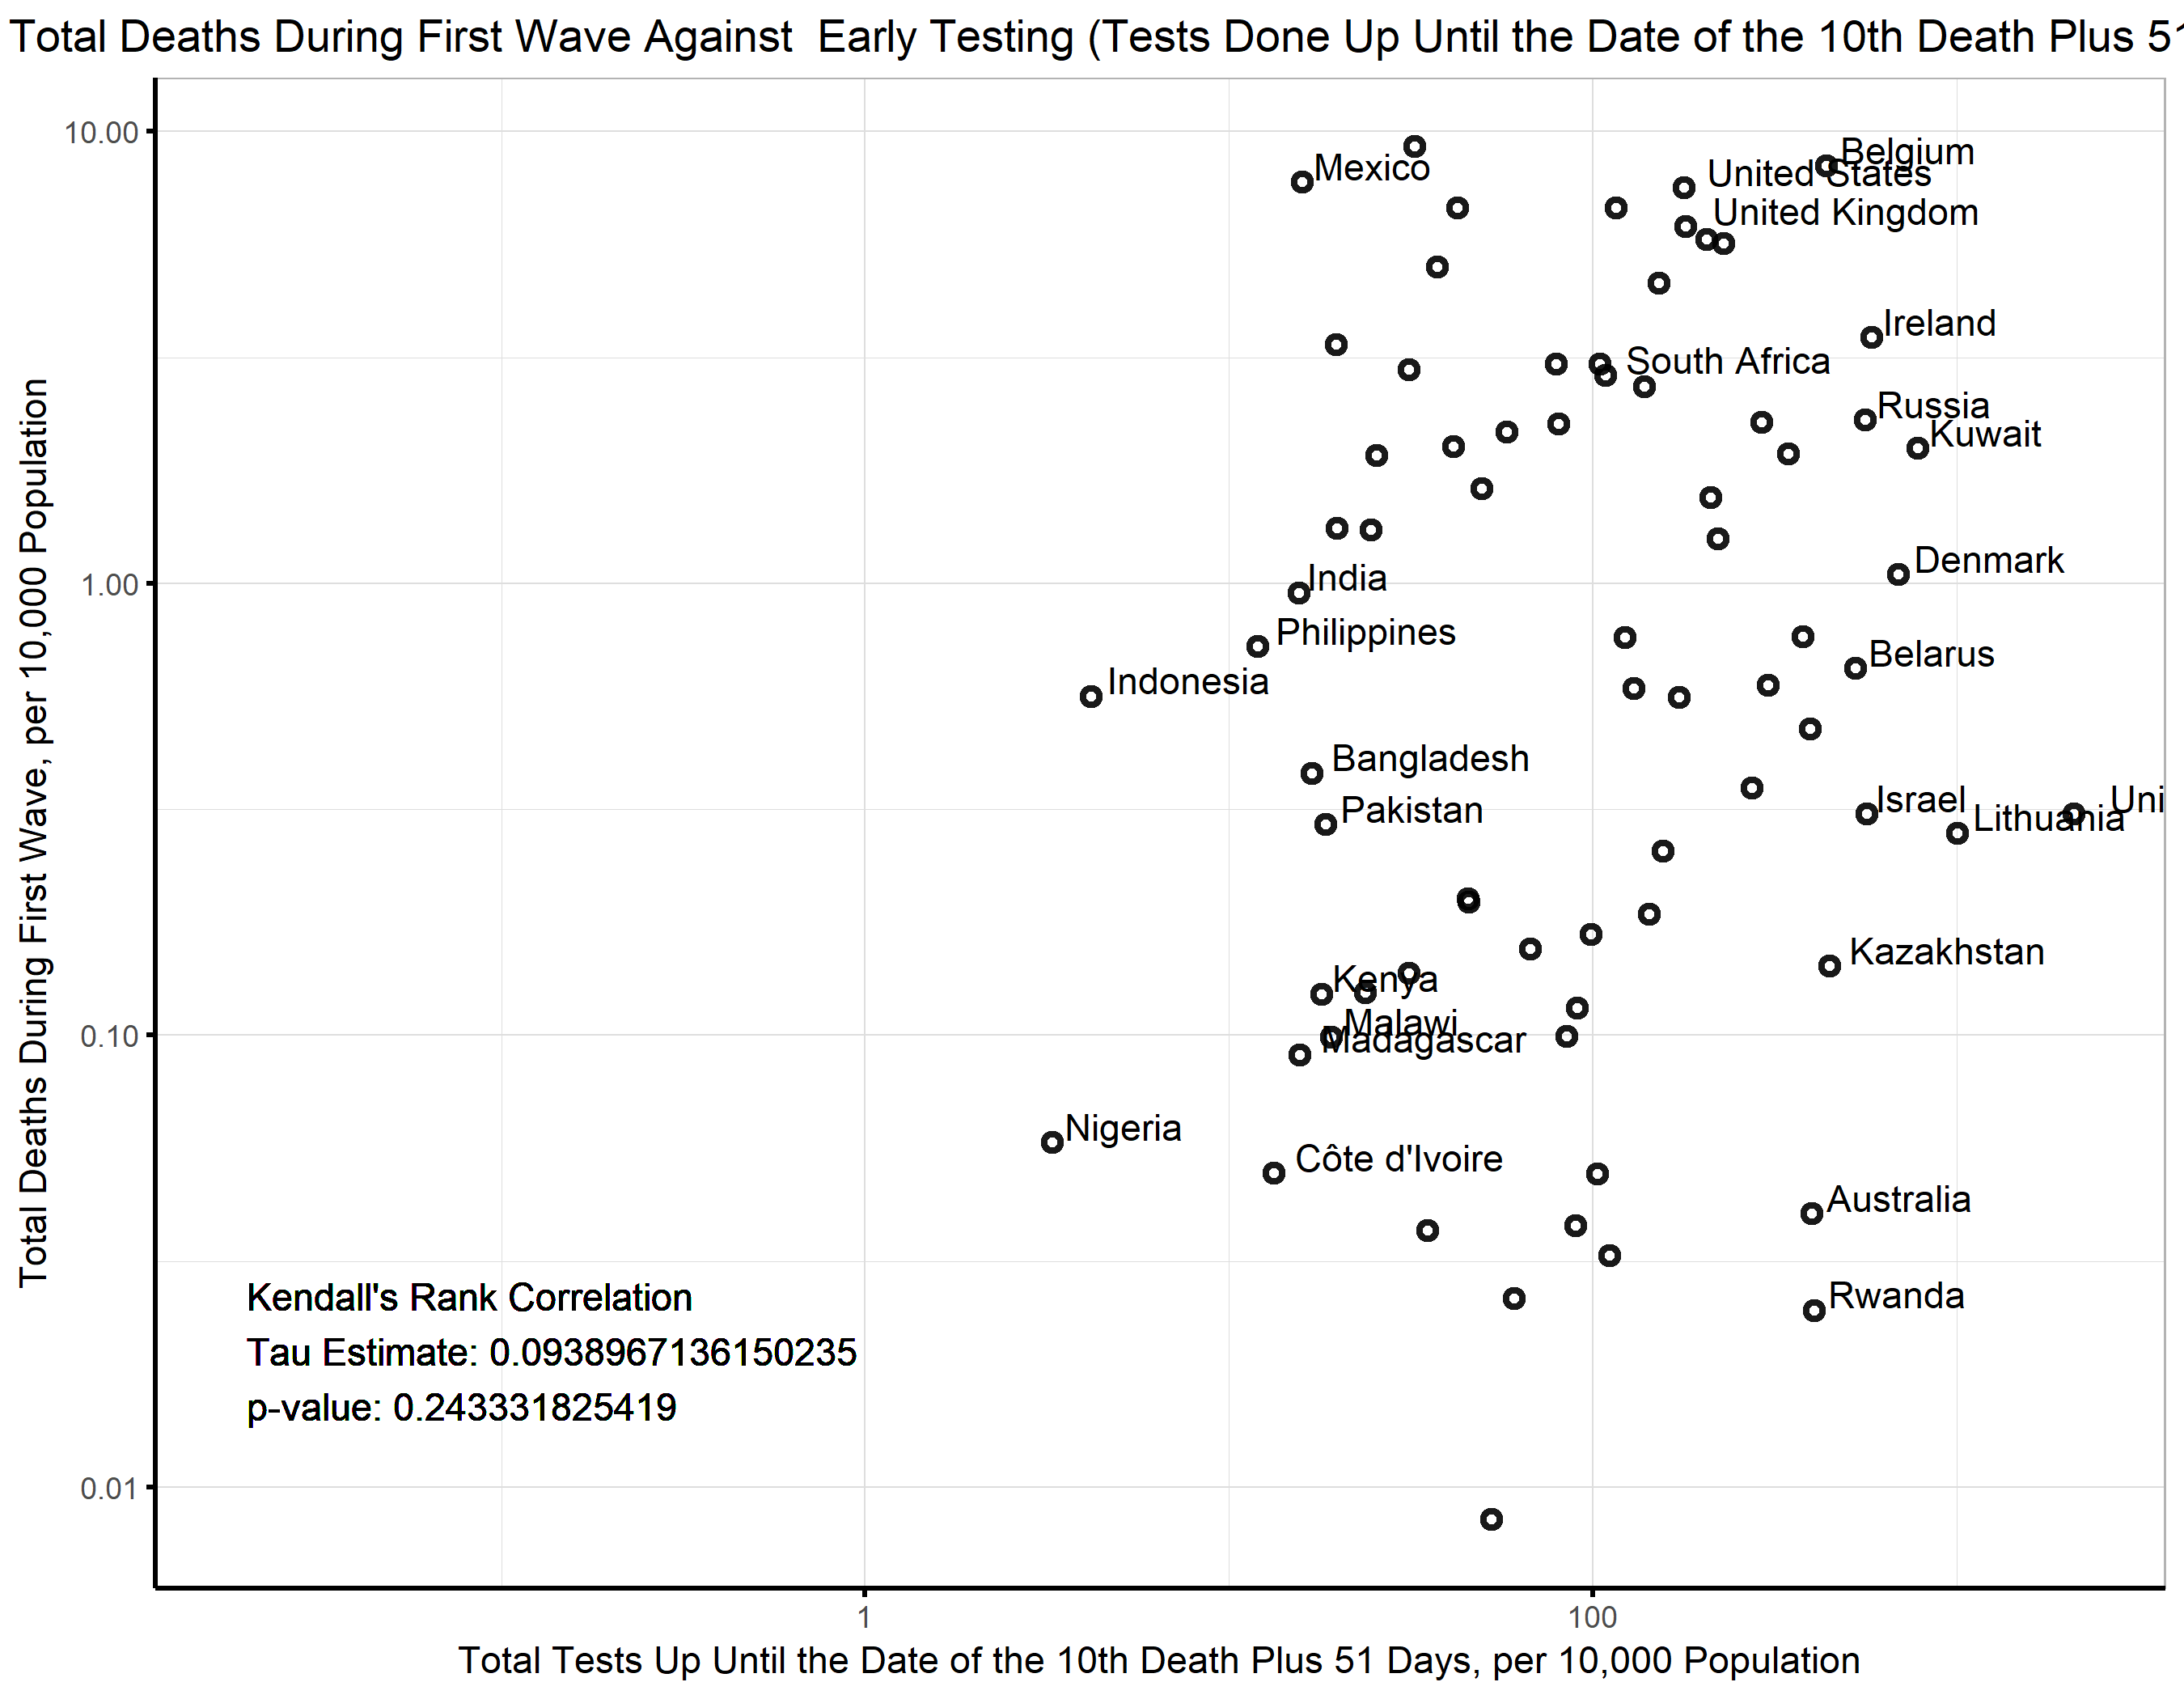 Total Deaths During First Wave Against  Early Testing (Tests Done Up Until the Date of the 10th Death Plus 51
10.00
1.00
0.10
0.01
Total Deaths During First Wave, per 10,000 Population
Belgium
Mexico
United States
United Kingdom
Ireland
South Africa
Russia
Kuwait
Denmark
India
Philippines
Belarus
Indonesia
Bangladesh
Israel
Uni
Pakistan
Lithuania
Kazakhstan
Kenya
Malawi
Madagascar
Nigeria
Côte d'Ivoire
Australia
Rwanda
Kendall's Rank Correlation
Tau Estimate: 0.0938967136150235
p-value: 0.243331825419
1
100
Total Tests Up Until the Date of the 10th Death Plus 51 Days, per 10,000 Population